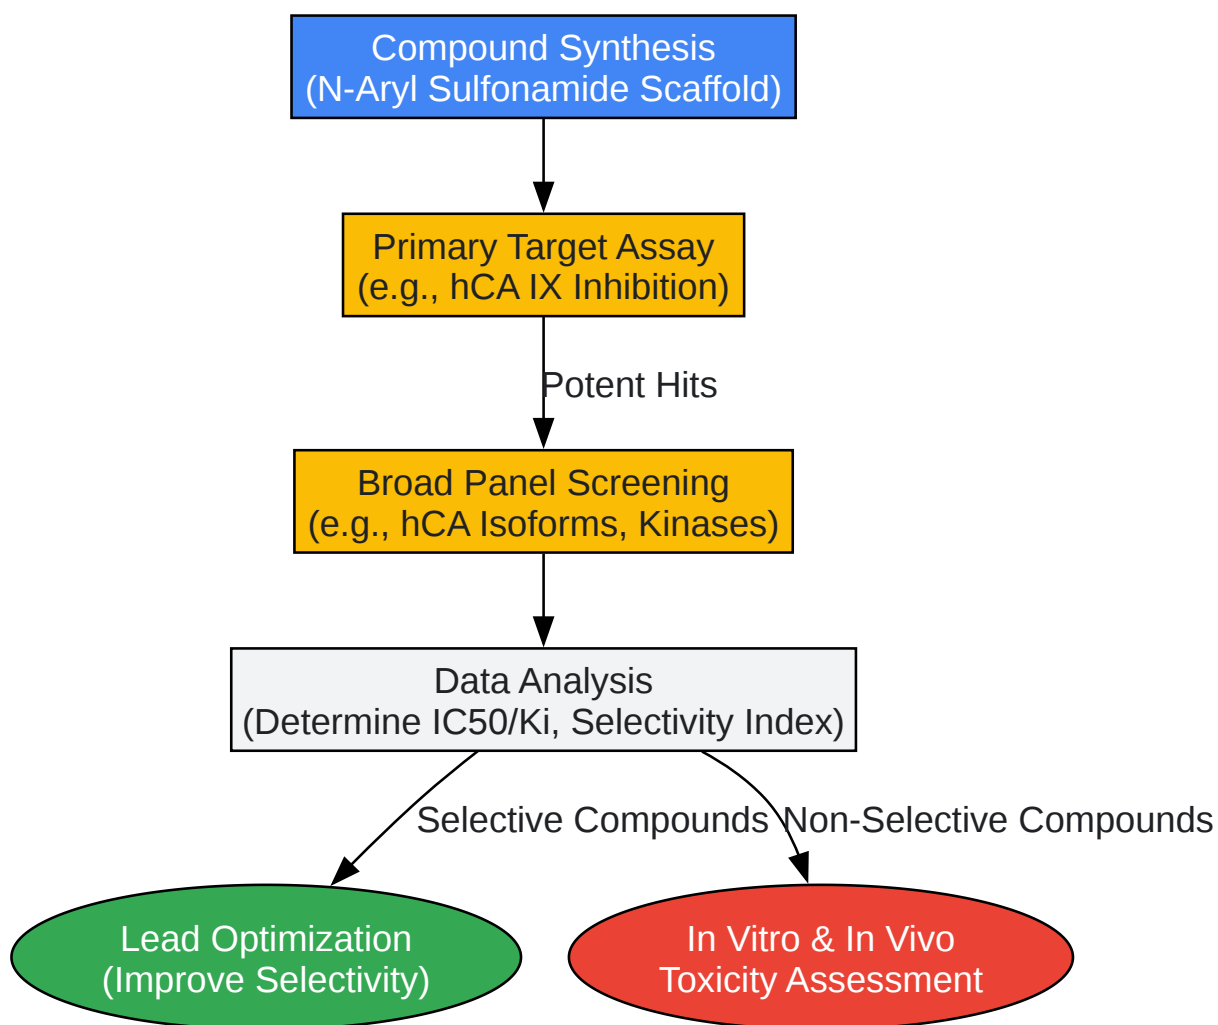 Compound Synthesis
(N-Aryl Sulfonamide Scaffold)
Primary Target Assay
(e.g., hCA IX Inhibition)
Potent Hits
Broad Panel Screening
(e.g., hCA Isoforms, Kinases)
Data Analysis
(Determine IC50/Ki, Selectivity Index)
Selective Compounds
Non-Selective Compounds
Lead Optimization
(Improve Selectivity)
In Vitro & In Vivo
Toxicity Assessment